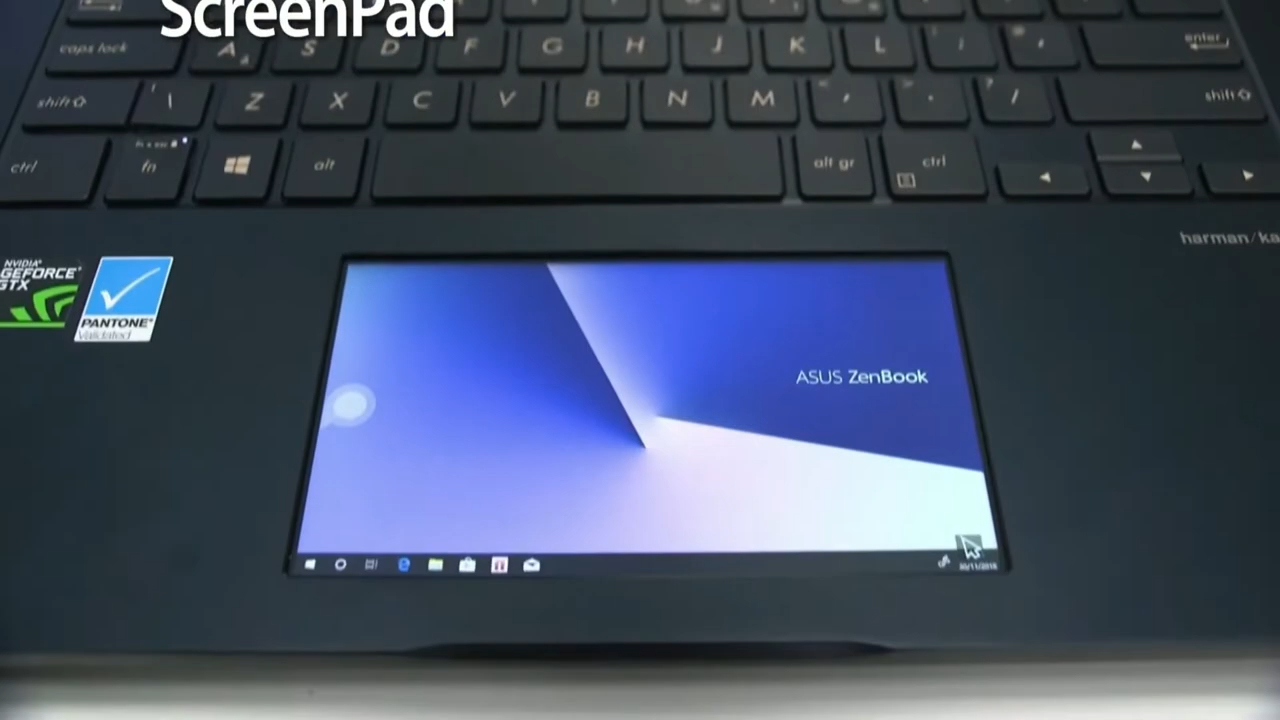 ScreenPad
caps lock A S D F G H J K L ; ' enter
shift \ Z X C V B N M , . / shift
ctrl fn alt alt gr ctrl
harman/ka
NVIDIA
GEFORCE
GTX
PANTONE
Validated
ASUS ZenBook